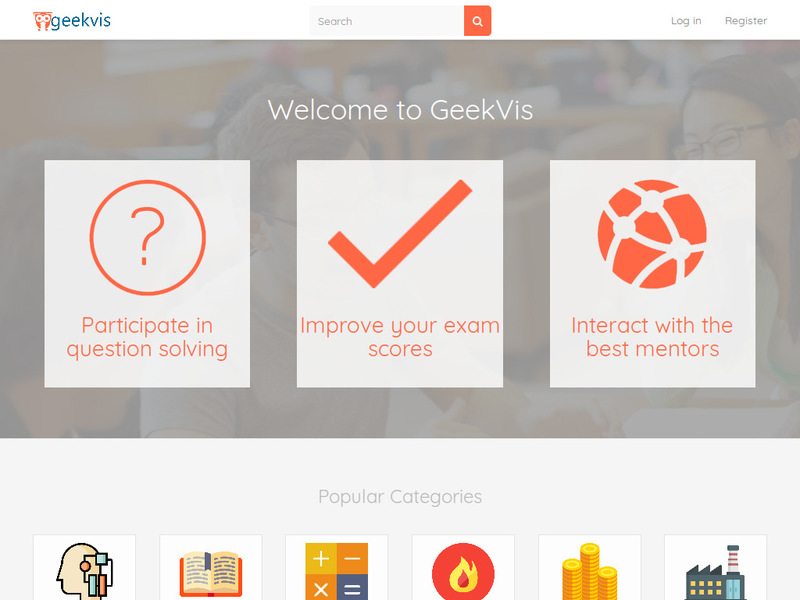 geekvis
Search
Log in
Register
Welcome to GeekVis
?
Participate in
question solving
Improve your exam
scores
Interact with the
best mentors
Popular Categories